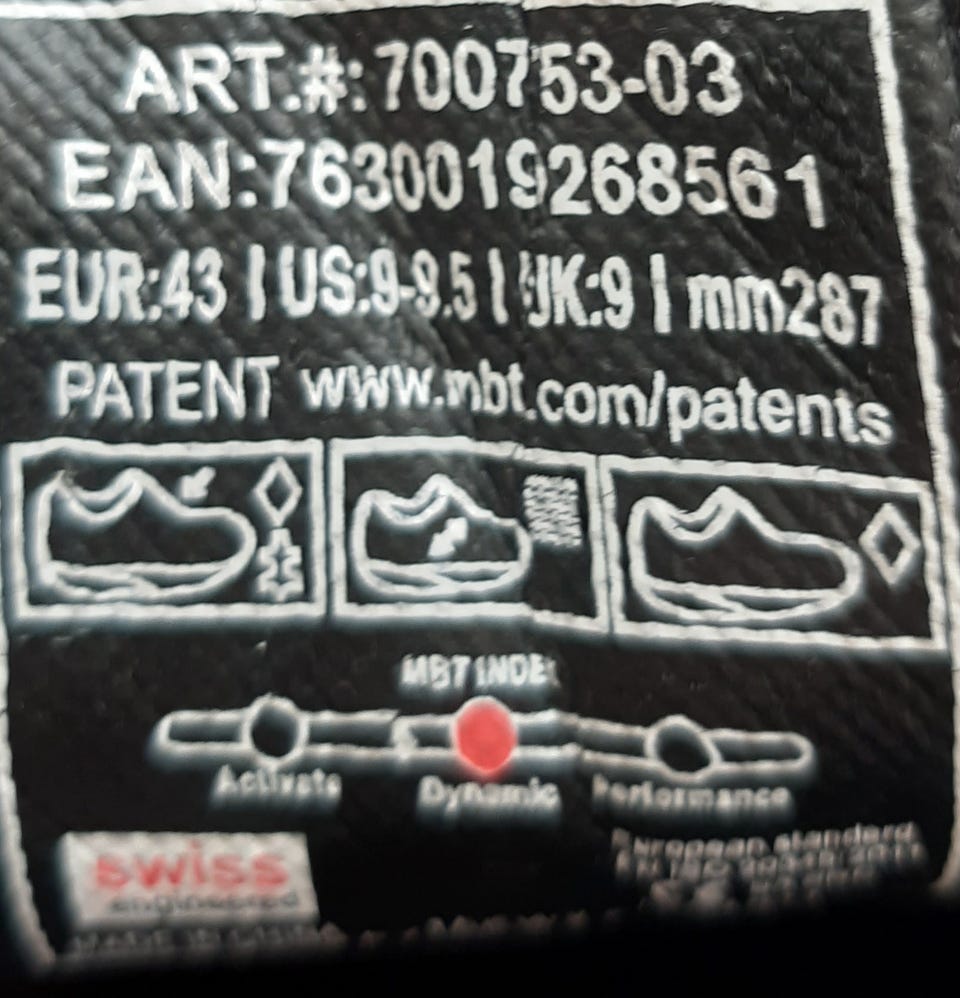 ART.#:700753-03
EAN:7630019268561
EUR:43 | US:9-9.5 | UK:9 | mm287
PATENT www.mbt.com/patents
MBT INDEX
Activate Dynamic Performance
swiss
engineered
European standard